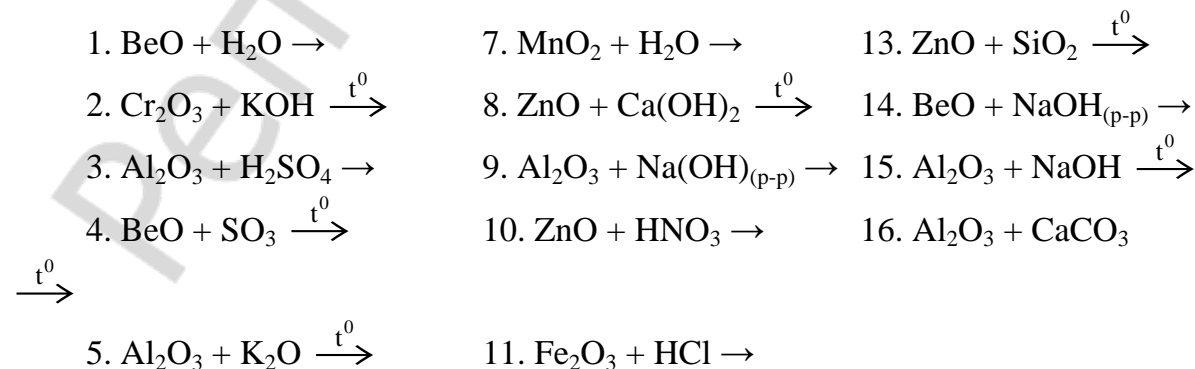 1. BeO + H₂O → 7. MnO₂ + H₂O → 13. ZnO + SiO₂ —t⁰→
2. Cr₂O₃ + KOH —t⁰→ 8. ZnO + Ca(OH)₂ —t⁰→ 14. BeO + NaOH₍р-р₎ →
3. Al₂O₃ + H₂SO₄ → 9. Al₂O₃ + Na(OH)₍р-р₎ → 15. Al₂O₃ + NaOH —t⁰→
4. BeO + SO₃ —t⁰→ 10. ZnO + HNO₃ → 16. Al₂O₃ + CaCO₃
—t⁰→
5. Al₂O₃ + K₂O —t⁰→ 11. Fe₂O₃ + HCl →